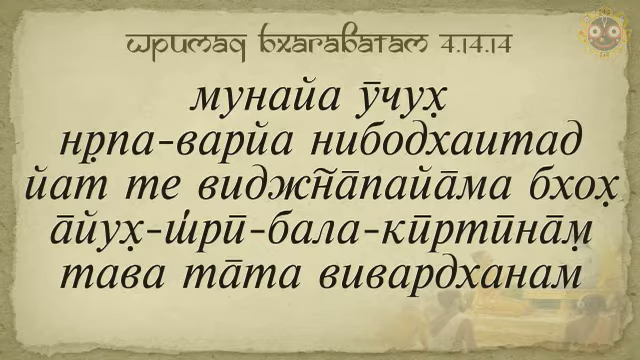 Шримад Бхагаватам 4.14.14
мунайа ӯчух̣
нр̣па-варйа нибодхаитад
йат те виджн̃а̄пайа̄ма бхох̣
а̄йух̣-ш́рӣ-бала-кӣртӣна̄м̣
тава та̄та вивардханам